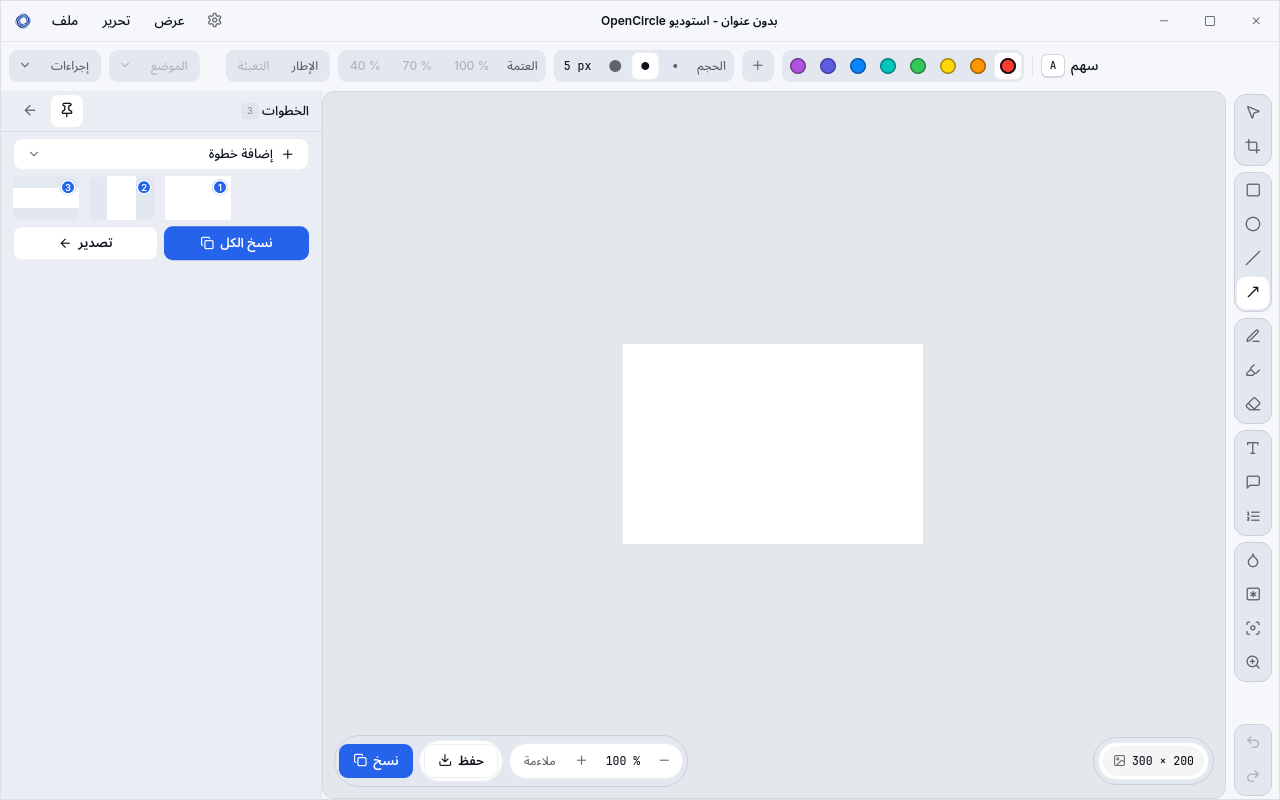 ملف تحرير عرض
بدون عنوان - استوديو OpenCircle
سهم A
الحجم 5 px
العتمة 100 % 70 % 40 %
الإطار التعبئة
الموضع
إجراءات
الخطوات 3
إضافة خطوة
1 2 3
نسخ الكل
تصدير
T
300 × 200
100 %
ملاءمة
حفظ
نسخ